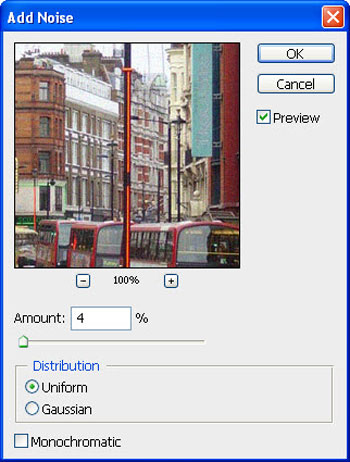 Add Noise
OK
Cancel
Preview
100%
Amount: 4 %
Distribution
Uniform
Gaussian
Monochromatic